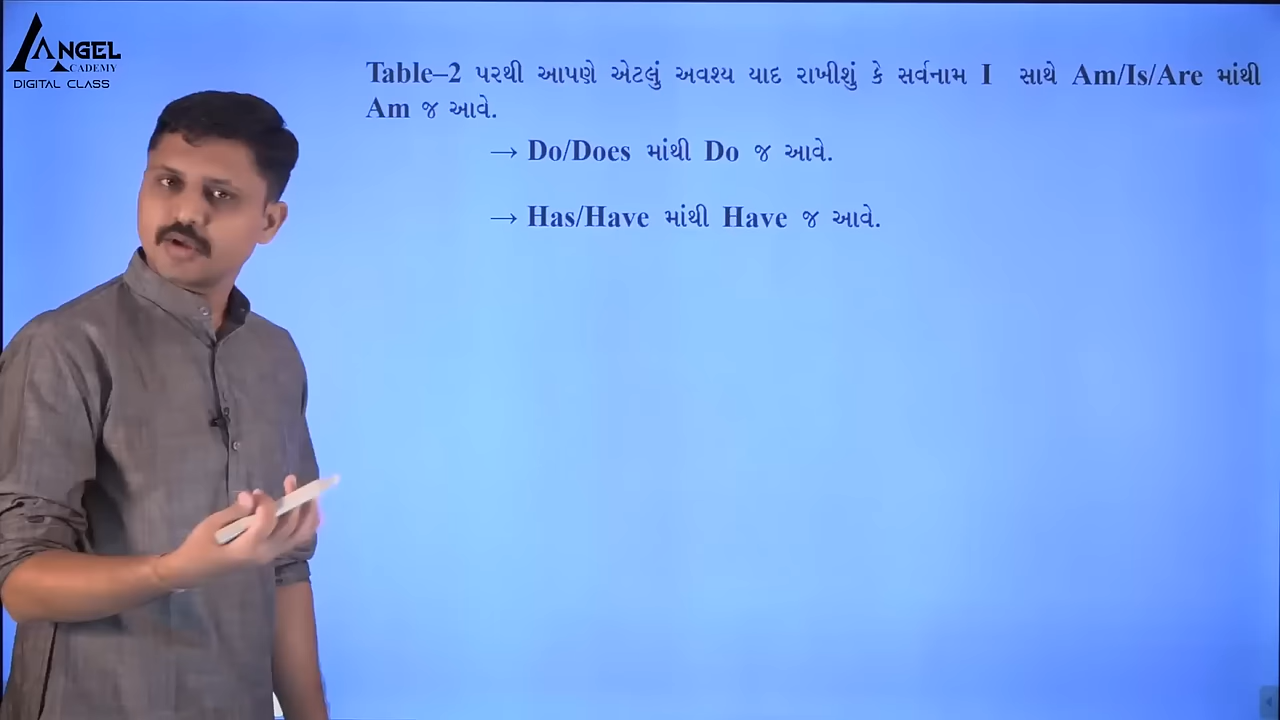 ANGEL
ACADEMY
DIGITAL CLASS
Table–2 પરથી આપણે એટલું અવશ્ય યાદ રાખીશું કે સર્વનામ I સાથે Am/Is/Are માંથી
Am જ આવે.
→ Do/Does માંથી Do જ આવે.
→ Has/Have માંથી Have જ આવે.